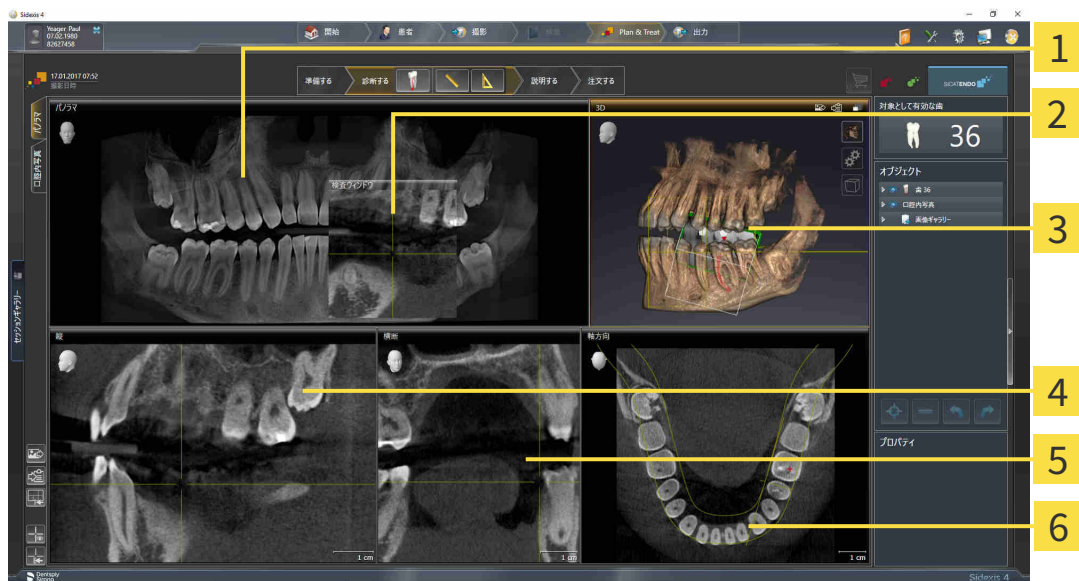 Sidexis 4
Yeager Paul
07.02.1980
82627458
開始
患者
撮影
Plan & Treat
出力
1
17.01.2017 07:52
撮影日時
準備する
診断する
説明する
注文する
SICAT ENDO
パノラマ
口腔内写真
パノラマ
検査ウィンドウ
2
3D
対象として有効な歯
36
オブジェクト
歯 36
口腔内写真
画像ギャラリー
3
セッションギャラリー
縦
横断
軸方向
4
プロパティ
5
6
1 cm
1 cm
1 cm
Dentsply
Sirona
Sidexis 4